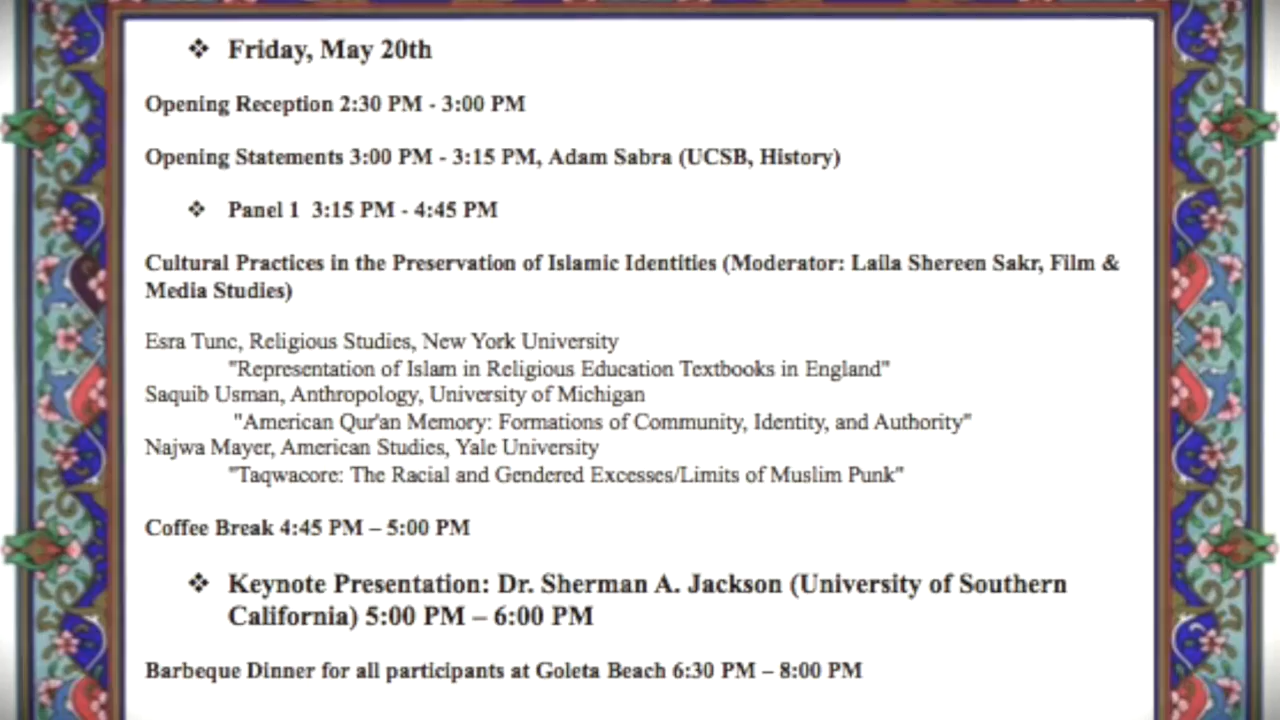 ❖ Friday, May 20th
Opening Reception 2:30 PM - 3:00 PM
Opening Statements 3:00 PM - 3:15 PM, Adam Sabra (UCSB, History)
❖ Panel 1 3:15 PM - 4:45 PM
Cultural Practices in the Preservation of Islamic Identities (Moderator: Laila Shereen Sakr, Film &
Media Studies)
Esra Tunc, Religious Studies, New York University
"Representation of Islam in Religious Education Textbooks in England"
Saquib Usman, Anthropology, University of Michigan
"American Qur'an Memory: Formations of Community, Identity, and Authority"
Najwa Mayer, American Studies, Yale University
"Taqwacore: The Racial and Gendered Excesses/Limits of Muslim Punk"
Coffee Break 4:45 PM – 5:00 PM
❖ Keynote Presentation: Dr. Sherman A. Jackson (University of Southern
California) 5:00 PM – 6:00 PM
Barbeque Dinner for all participants at Goleta Beach 6:30 PM – 8:00 PM